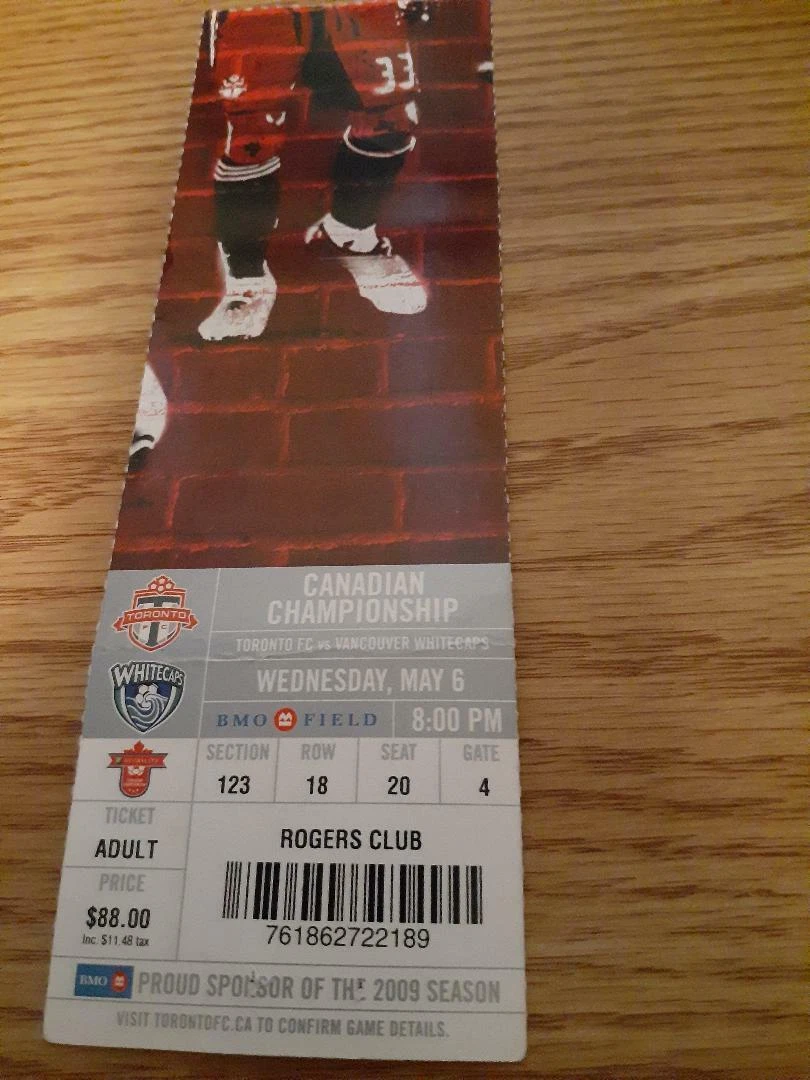 33
CANADIAN
CHAMPIONSHIP
TORONTO FC vs VANCOUVER WHITECAPS
TORONTO
T
FC
WHITECAPS
WEDNESDAY, MAY 6
BMO FIELD
8:00 PM
SECTION ROW SEAT GATE
123 18 20 4
TICKET
ADULT
ROGERS CLUB
PRICE
$88.00
Inc. $11.48 tax
761862722189
BMO PROUD SPONSOR OF THE 2009 SEASON
VISIT TORONTOFC.CA TO CONFIRM GAME DETAILS.